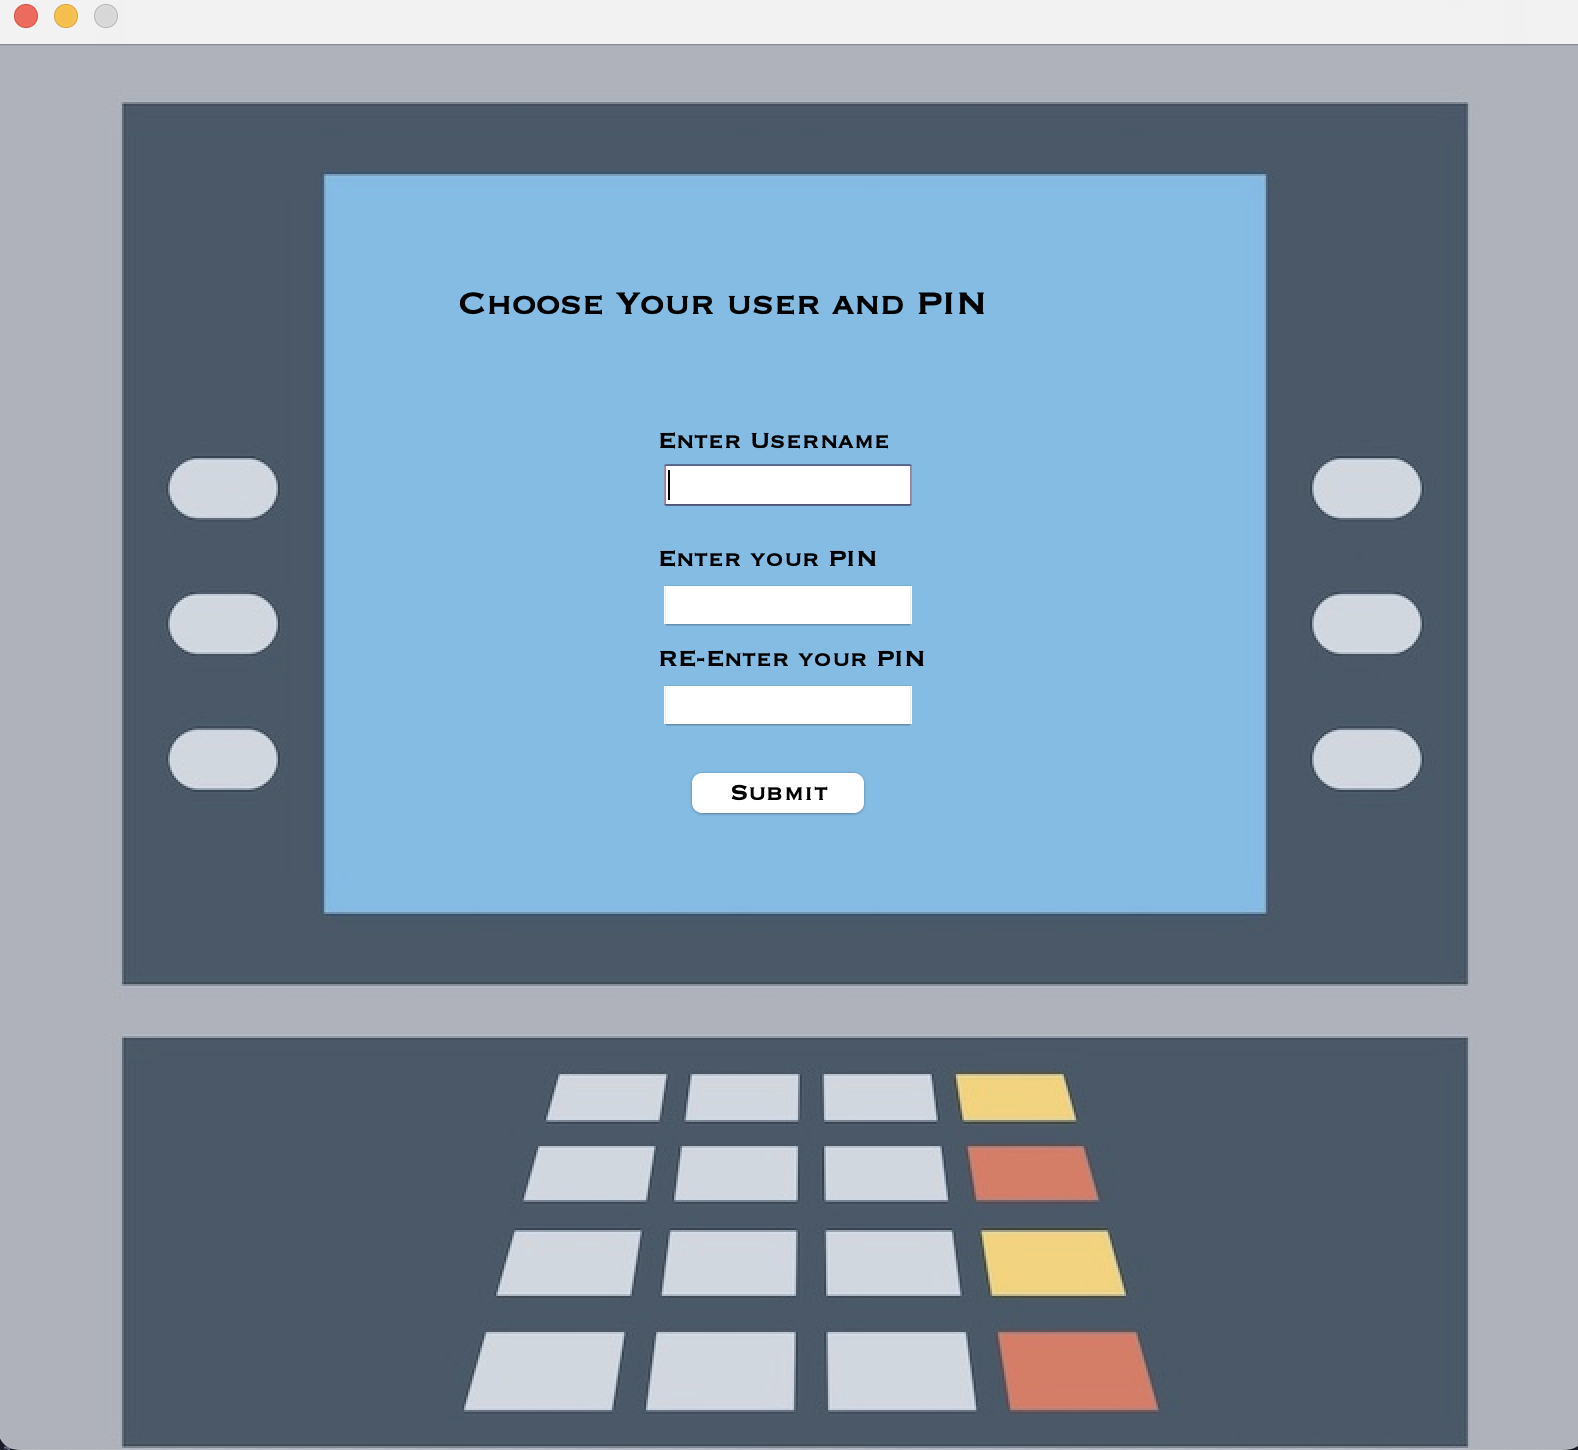 Choose Your user and PIN
Enter Username
Enter your PIN
RE-Enter your PIN
Submit